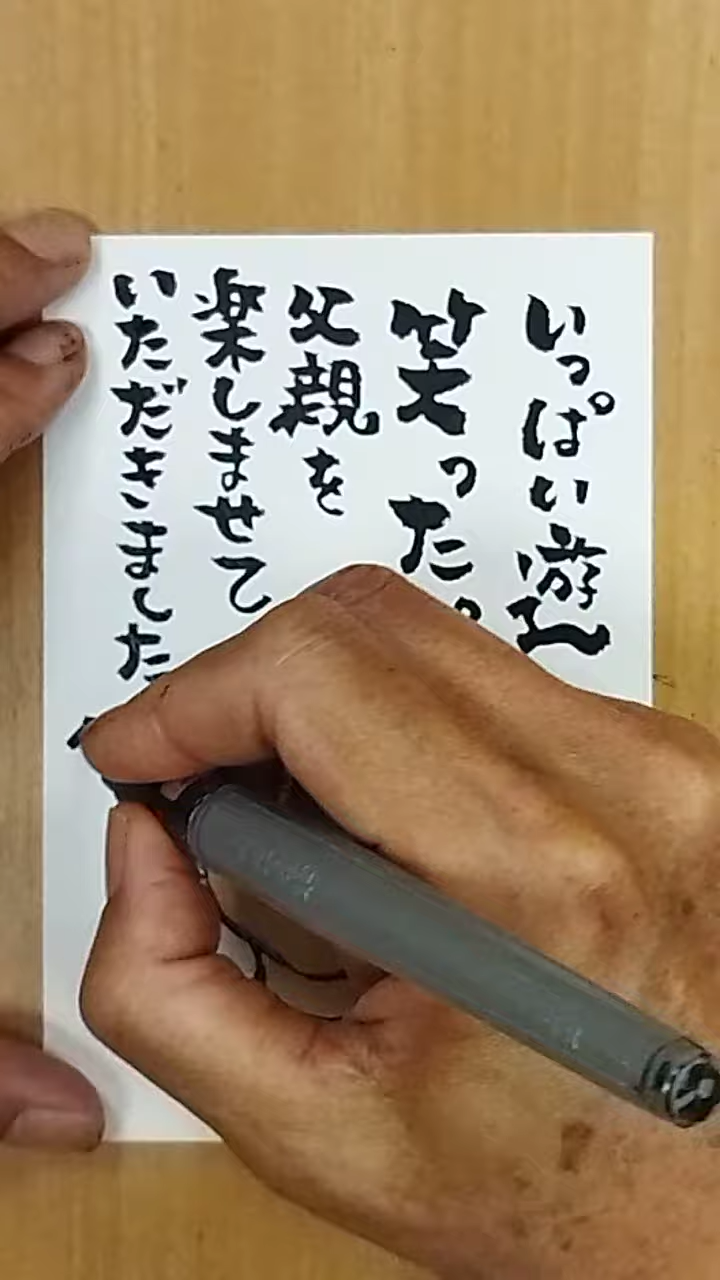 いっぱい遊
笑った。
父親を
楽しませて
いただきました